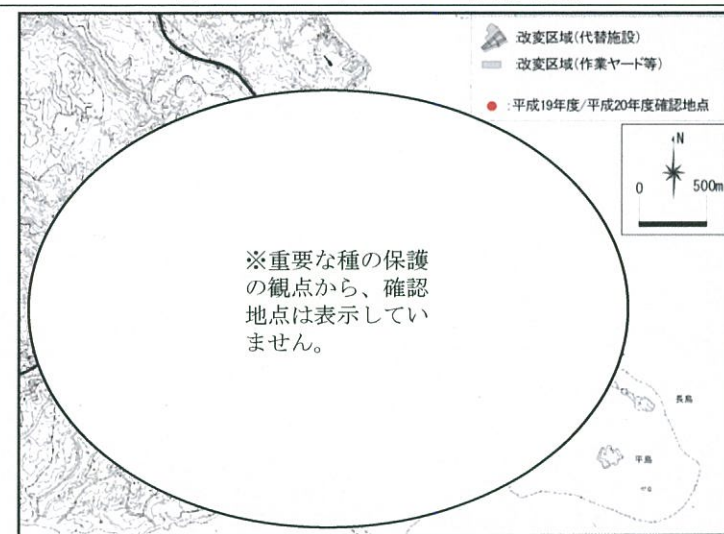 :改変区域(代替施設)
:改変区域(作業ヤード等)
:平成19年度/平成20年度確認地点
N
0 500m
※重要な種の保護
の観点から、確認
地点は表示してい
ません。
長島
平島